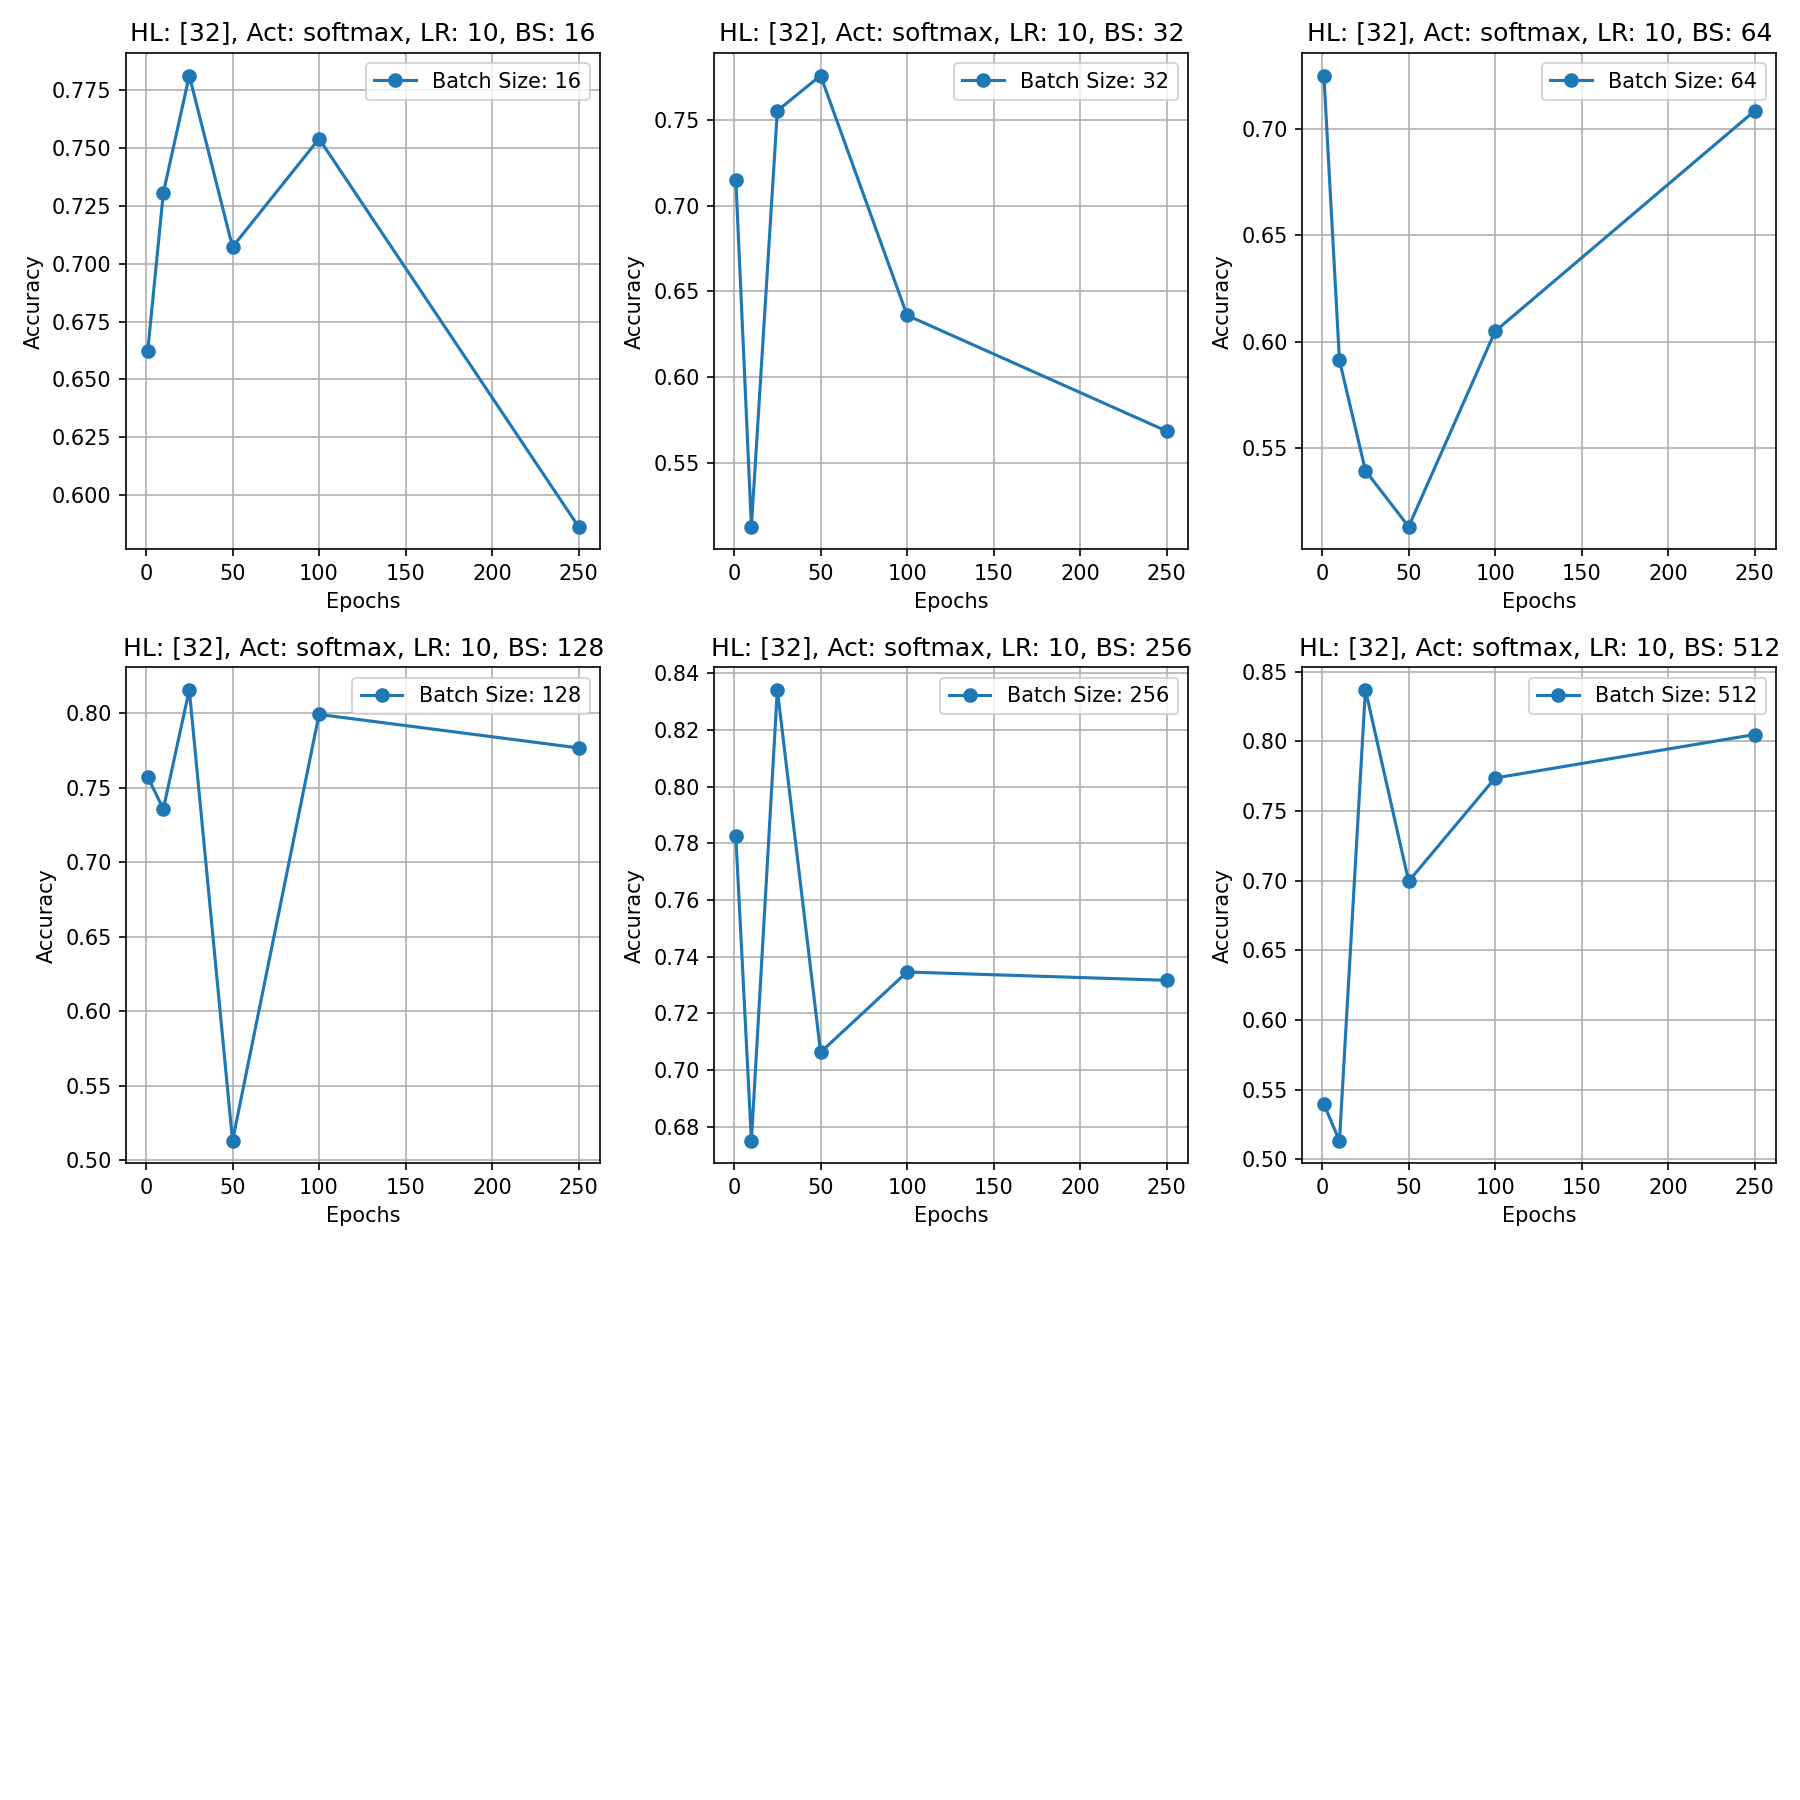 HL: [32], Act: softmax, LR: 10, BS: 16
Batch Size: 16
Accuracy
0.775
0.750
0.725
0.700
0.675
0.650
0.625
0.600
0 50 100 150 200 250
Epochs
HL: [32], Act: softmax, LR: 10, BS: 32
Batch Size: 32
Accuracy
0.75
0.70
0.65
0.60
0.55
0 50 100 150 200 250
Epochs
HL: [32], Act: softmax, LR: 10, BS: 64
Batch Size: 64
Accuracy
0.70
0.65
0.60
0.55
0 50 100 150 200 250
Epochs
HL: [32], Act: softmax, LR: 10, BS: 128
Batch Size: 128
Accuracy
0.80
0.75
0.70
0.65
0.60
0.55
0.50
0 50 100 150 200 250
Epochs
HL: [32], Act: softmax, LR: 10, BS: 256
Batch Size: 256
Accuracy
0.84
0.82
0.80
0.78
0.76
0.74
0.72
0.70
0.68
0 50 100 150 200 250
Epochs
HL: [32], Act: softmax, LR: 10, BS: 512
Batch Size: 512
Accuracy
0.85
0.80
0.75
0.70
0.65
0.60
0.55
0.50
0 50 100 150 200 250
Epochs